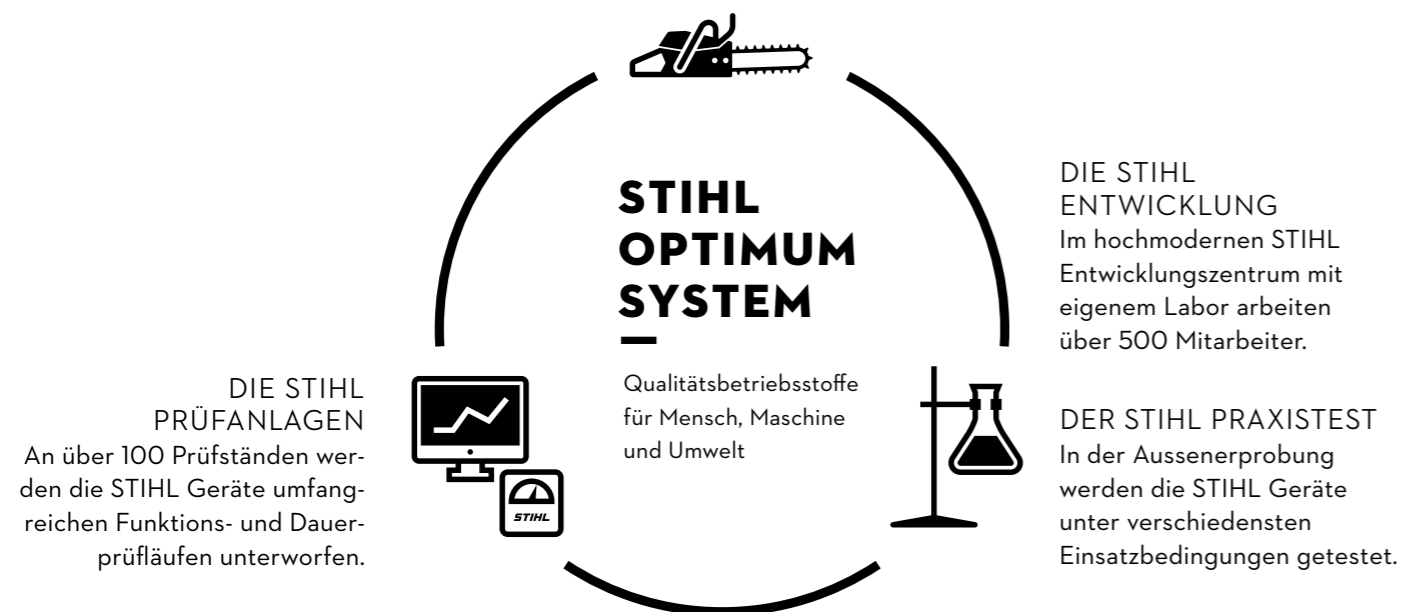 STIHL
OPTIMUM
SYSTEM
Qualitätsbetriebsstoffe
für Mensch, Maschine
und Umwelt
DIE STIHL
ENTWICKLUNG
Im hochmodernen STIHL
Entwicklungszentrum mit
eigenem Labor arbeiten
über 500 Mitarbeiter.
DER STIHL PRAXISTEST
In der Aussenerprobung
werden die STIHL Geräte
unter verschiedensten
Einsatzbedingungen getestet.
DIE STIHL
PRÜFANLAGEN
An über 100 Prüfständen wer-
den die STIHL Geräte umfang-
reichen Funktions- und Dauer-
prüfläufen unterworfen.
STIHL